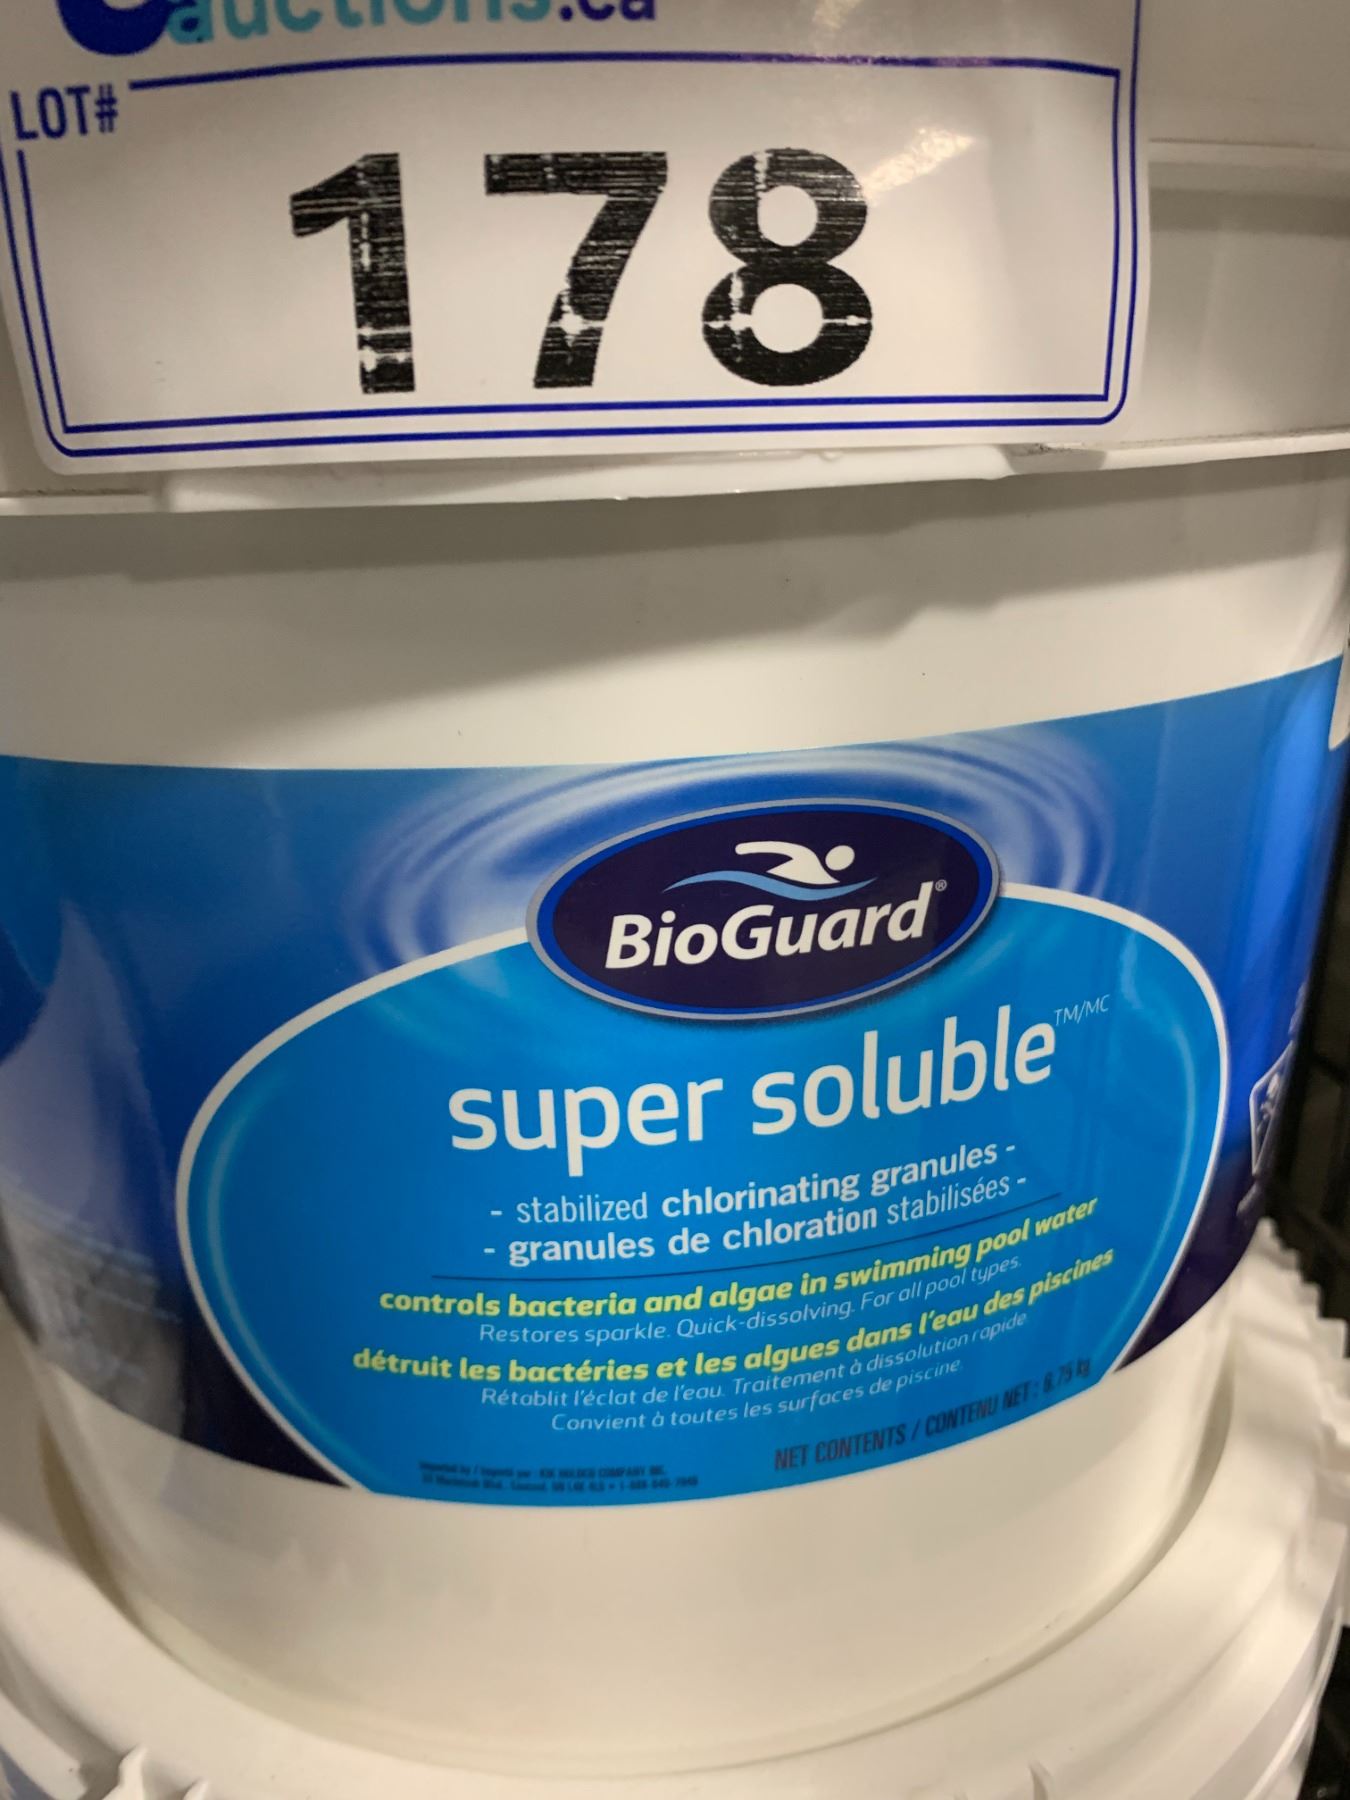 auctions.ca
LOT#
178
BioGuard®
super soluble TM/MC
- stabilized chlorinating granules -
- granules de chloration stabilisées -
controls bacteria and algae in swimming pool water
Restores sparkle. Quick-dissolving. For all pool types.
détruit les bactéries et les algues dans l'eau des piscines
Rétablit l'éclat de l'eau. Traitement à dissolution rapide.
Convient à toutes les surfaces de piscine.
NET CONTENTS / CONTENU NET : 6.75 kg